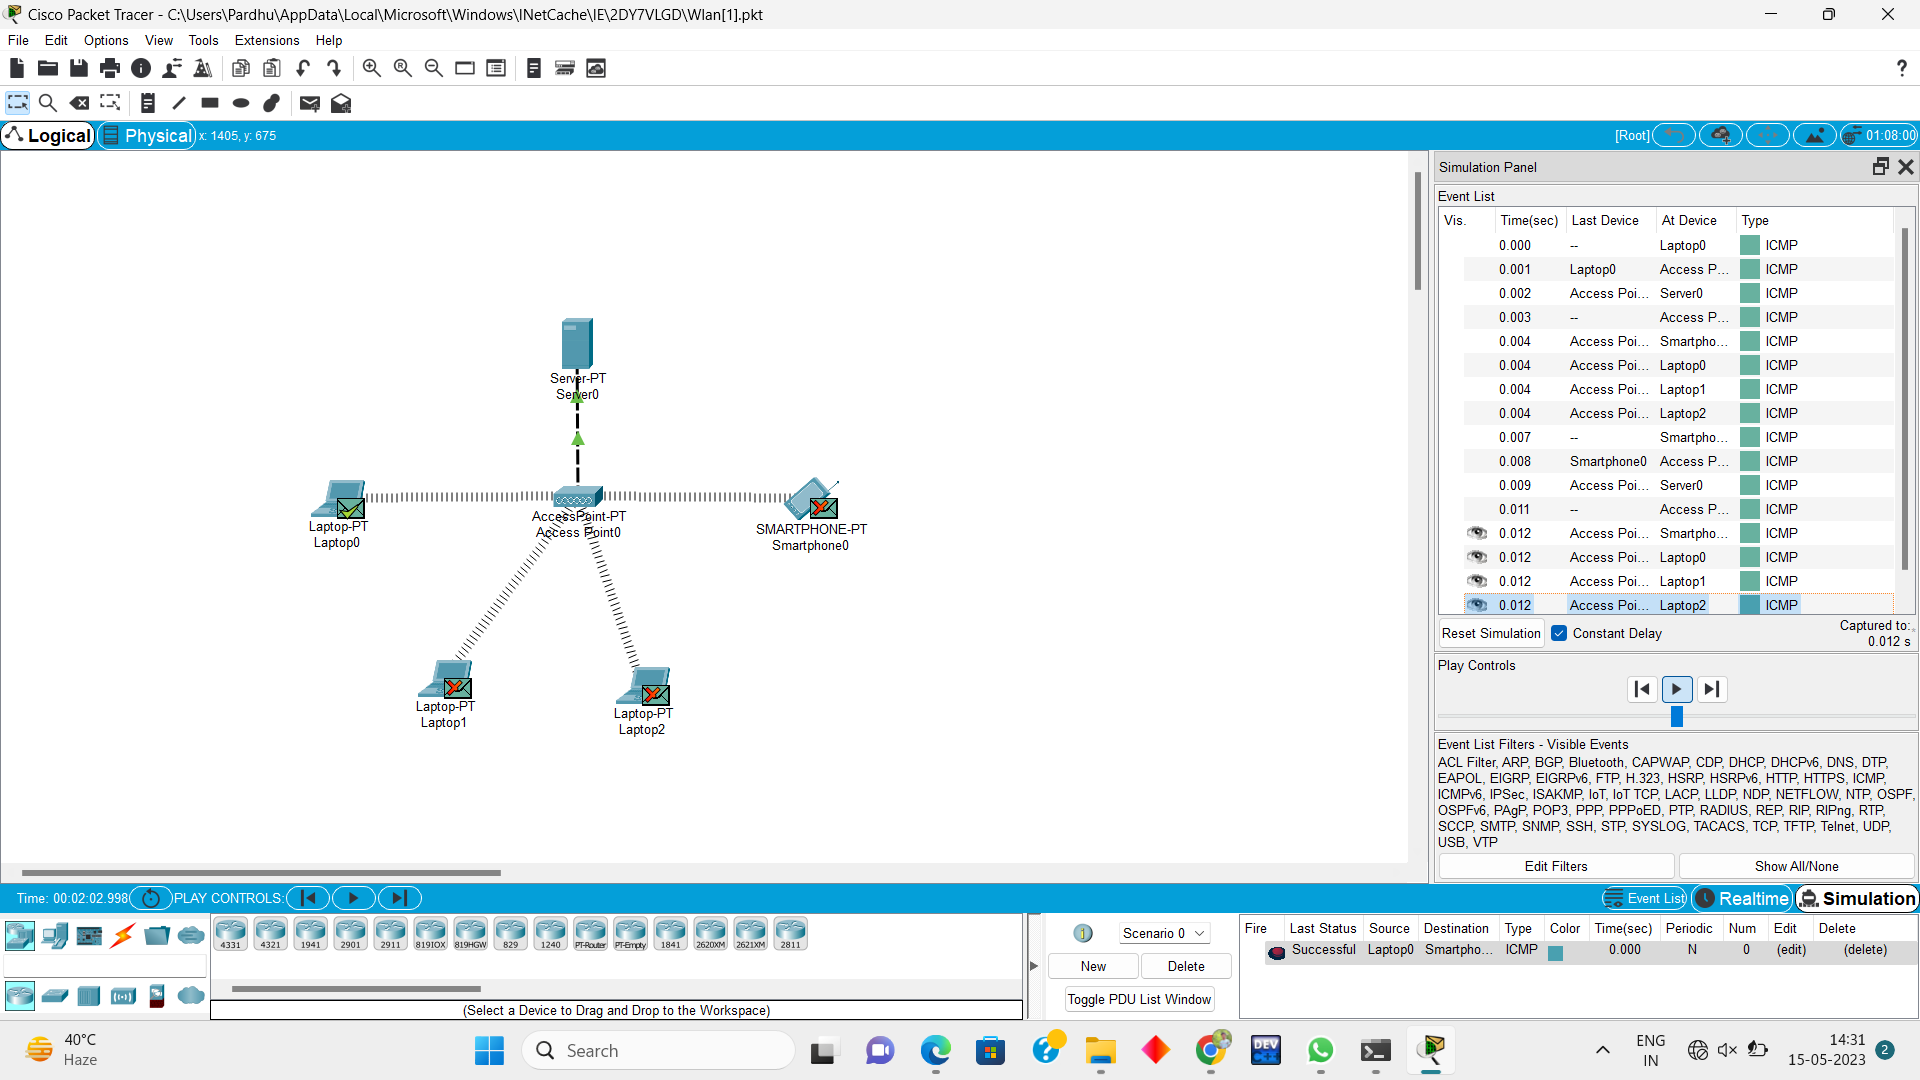 Cisco Packet Tracer - C:\Users\Pardhu\AppData\Local\Microsoft\Windows\INetCache\IE\2DY7VLGD\Wlan[1].pkt
File Edit Options View Tools Extensions Help
?
Logical Physical x: 1405, y: 675 [Root] 01:08:00
Server-PT
Server0
Laptop-PT
Laptop0
AccessPoint-PT
Access Point0
SMARTPHONE-PT
Smartphone0
Laptop-PT
Laptop1
Laptop-PT
Laptop2
Simulation Panel
Event List
Vis. Time(sec) Last Device At Device Type
0.000 -- Laptop0 ICMP
0.001 Laptop0 Access P... ICMP
0.002 Access Poi... Server0 ICMP
0.003 -- Access P... ICMP
0.004 Access Poi... Smartpho... ICMP
0.004 Access Poi... Laptop0 ICMP
0.004 Access Poi... Laptop1 ICMP
0.004 Access Poi... Laptop2 ICMP
0.007 -- Smartpho... ICMP
0.008 Smartphone0 Access P... ICMP
0.009 Access Poi... Server0 ICMP
0.011 -- Access P... ICMP
0.012 Access Poi... Smartpho... ICMP
0.012 Access Poi... Laptop0 ICMP
0.012 Access Poi... Laptop1 ICMP
0.012 Access Poi... Laptop2 ICMP
Reset Simulation Constant Delay Captured to:
0.012 s
Play Controls
Event List Filters - Visible Events
ACL Filter, ARP, BGP, Bluetooth, CAPWAP, CDP, DHCP, DHCPv6, DNS, DTP,
EAPOL, EIGRP, EIGRPv6, FTP, H.323, HSRP, HSRPv6, HTTP, HTTPS, ICMP,
ICMPv6, IPSec, ISAKMP, IoT, IoT TCP, LACP, LLDP, NDP, NETFLOW, NTP, OSPF,
OSPFv6, PAgP, POP3, PPP, PPPoED, PTP, RADIUS, REP, RIP, RIPng, RTP,
SCCP, SMTP, SNMP, SSH, STP, SYSLOG, TACACS, TCP, TFTP, Telnet, UDP,
USB, VTP
Edit Filters Show All/None
Time: 00:02:02.998 PLAY CONTROLS: Event List Realtime Simulation
4331 4321 1941 2901 2911 819IOX 819HGW 829 1240 PT-Router PT-Empty 1841 2620XM 2621XM 2811
(Select a Device to Drag and Drop to the Workspace)
1 Scenario 0
New Delete
Toggle PDU List Window
Fire Last Status Source Destination Type Color Time(sec) Periodic Num Edit Delete
Successful Laptop0 Smartpho... ICMP 0.000 N 0 (edit) (delete)
40°C
Haze
Search
DEV
C++
ENG
IN
14:31
15-05-2023
2